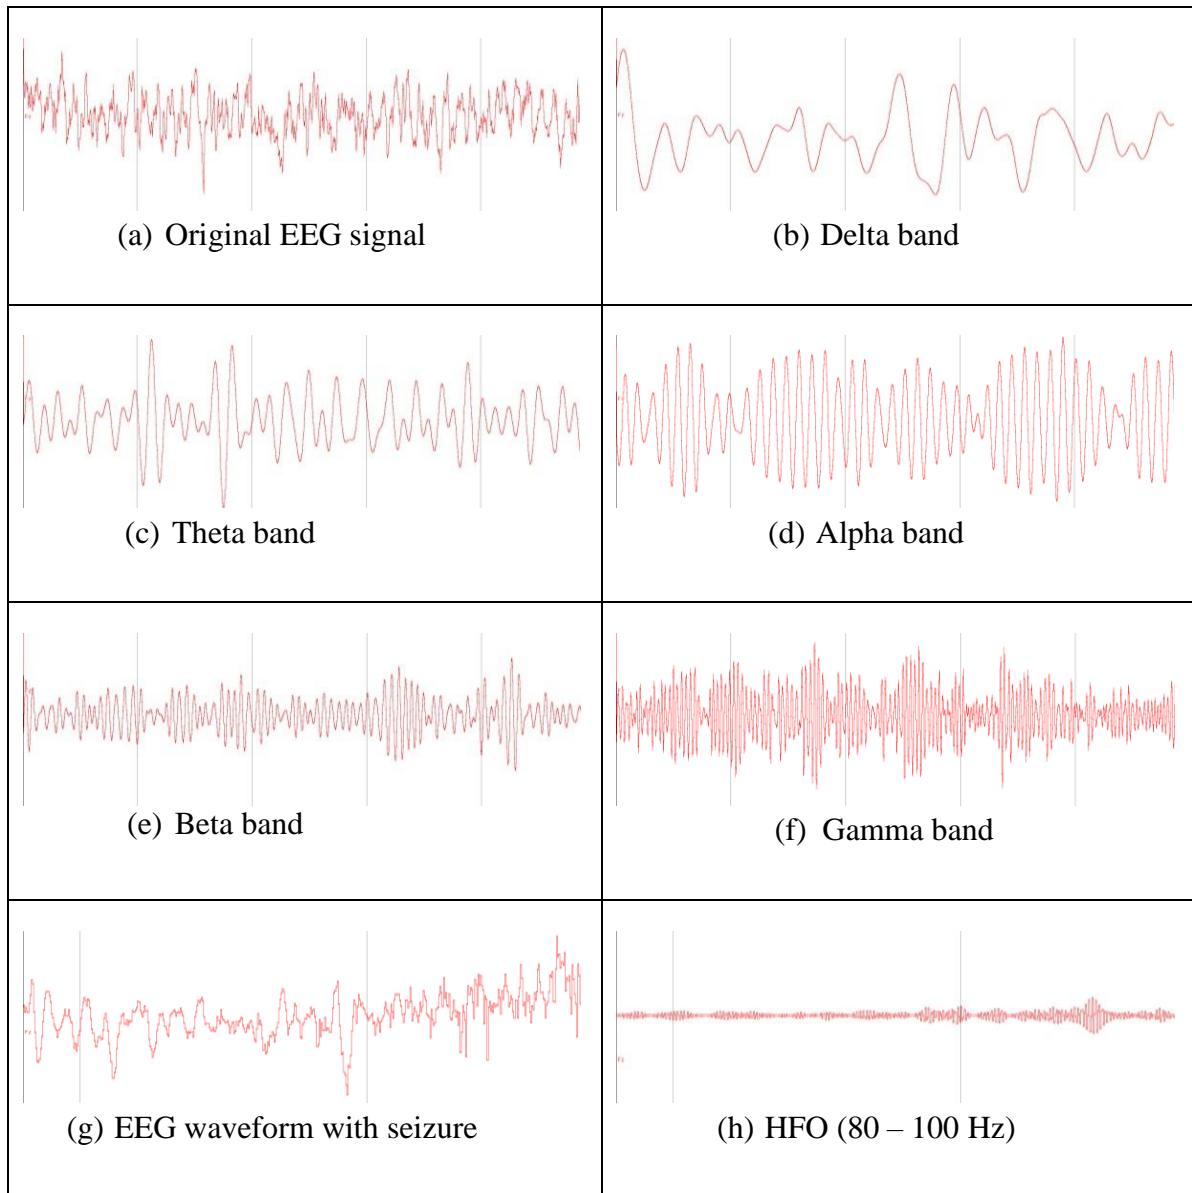 (a) Original EEG signal
(b) Delta band
(c) Theta band
(d) Alpha band
(e) Beta band
(f) Gamma band
(g) EEG waveform with seizure
(h) HFO (80 – 100 Hz)